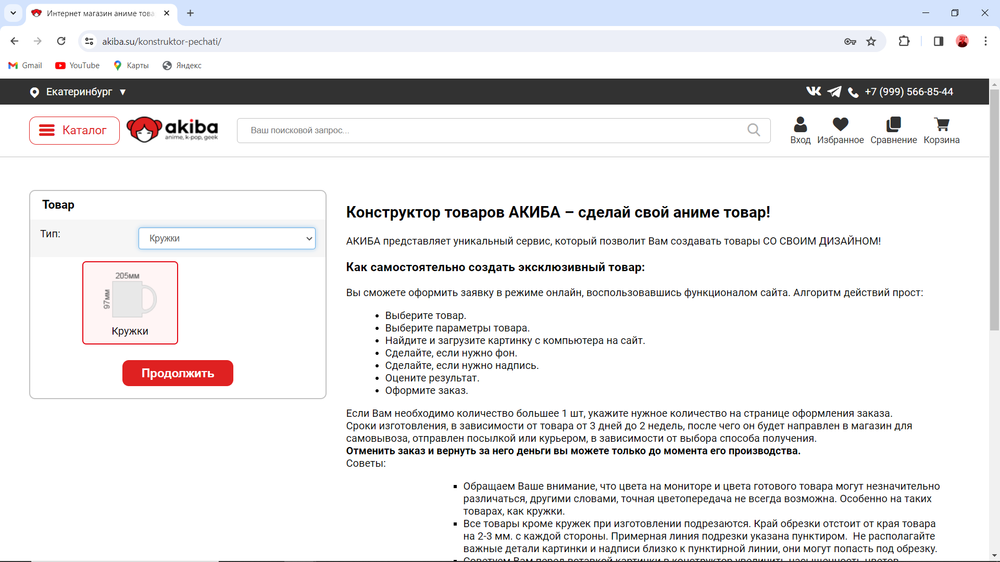 Интернет магазин аниме това
akiba.su/konstruktor-pechati/
Gmail
YouTube
Карты
Яндекс
Екатеринбург ▼
+7 (999) 566-85-44
Каталог
akiba
anime, k-pop, geek
Ваш поисковой запрос...
Вход
Избранное
Сравнение
Корзина
Товар
Тип:
Кружки
205мм
97мм
Кружки
Продолжить
Конструктор товаров АКИБА – сделай свой аниме товар!
АКИБА представляет уникальный сервис, который позволит Вам создавать товары СО СВОИМ ДИЗАЙНОМ!
Как самостоятельно создать эксклюзивный товар:
Вы сможете оформить заявку в режиме онлайн, воспользовавшись функционалом сайта. Алгоритм действий прост:
• Выберите товар.
• Выберите параметры товара.
• Найдите и загрузите картинку с компьютера на сайт.
• Сделайте, если нужно фон.
• Сделайте, если нужно надпись.
• Оцените результат.
• Оформите заказ.
Если Вам необходимо количество большее 1 шт, укажите нужное количество на странице оформления заказа.
Сроки изготовления, в зависимости от товара от 3 дней до 2 недель, после чего он будет направлен в магазин для
самовывоза, отправлен посылкой или курьером, в зависимости от выбора способа получения.
Отменить заказ и вернуть за него деньги вы можете только до момента его производства.
Советы:
▪ Обращаем Ваше внимание, что цвета на мониторе и цвета готового товара могут незначительно
различаться, другими словами, точная цветопередача не всегда возможна. Особенно на таких
товарах, как кружки.
▪ Все товары кроме кружек при изготовлении подрезаются. Край обрезки отстоит от края товара
на 2-3 мм. с каждой стороны. Примерная линия подрезки указана пунктиром. Не располагайте
важные детали картинки и надписи близко к пунктирной линии, они могут попасть под обрезку.
▪ Советуем Вам перед вставкой картинки в конструктор увеличить насыщенность цветов